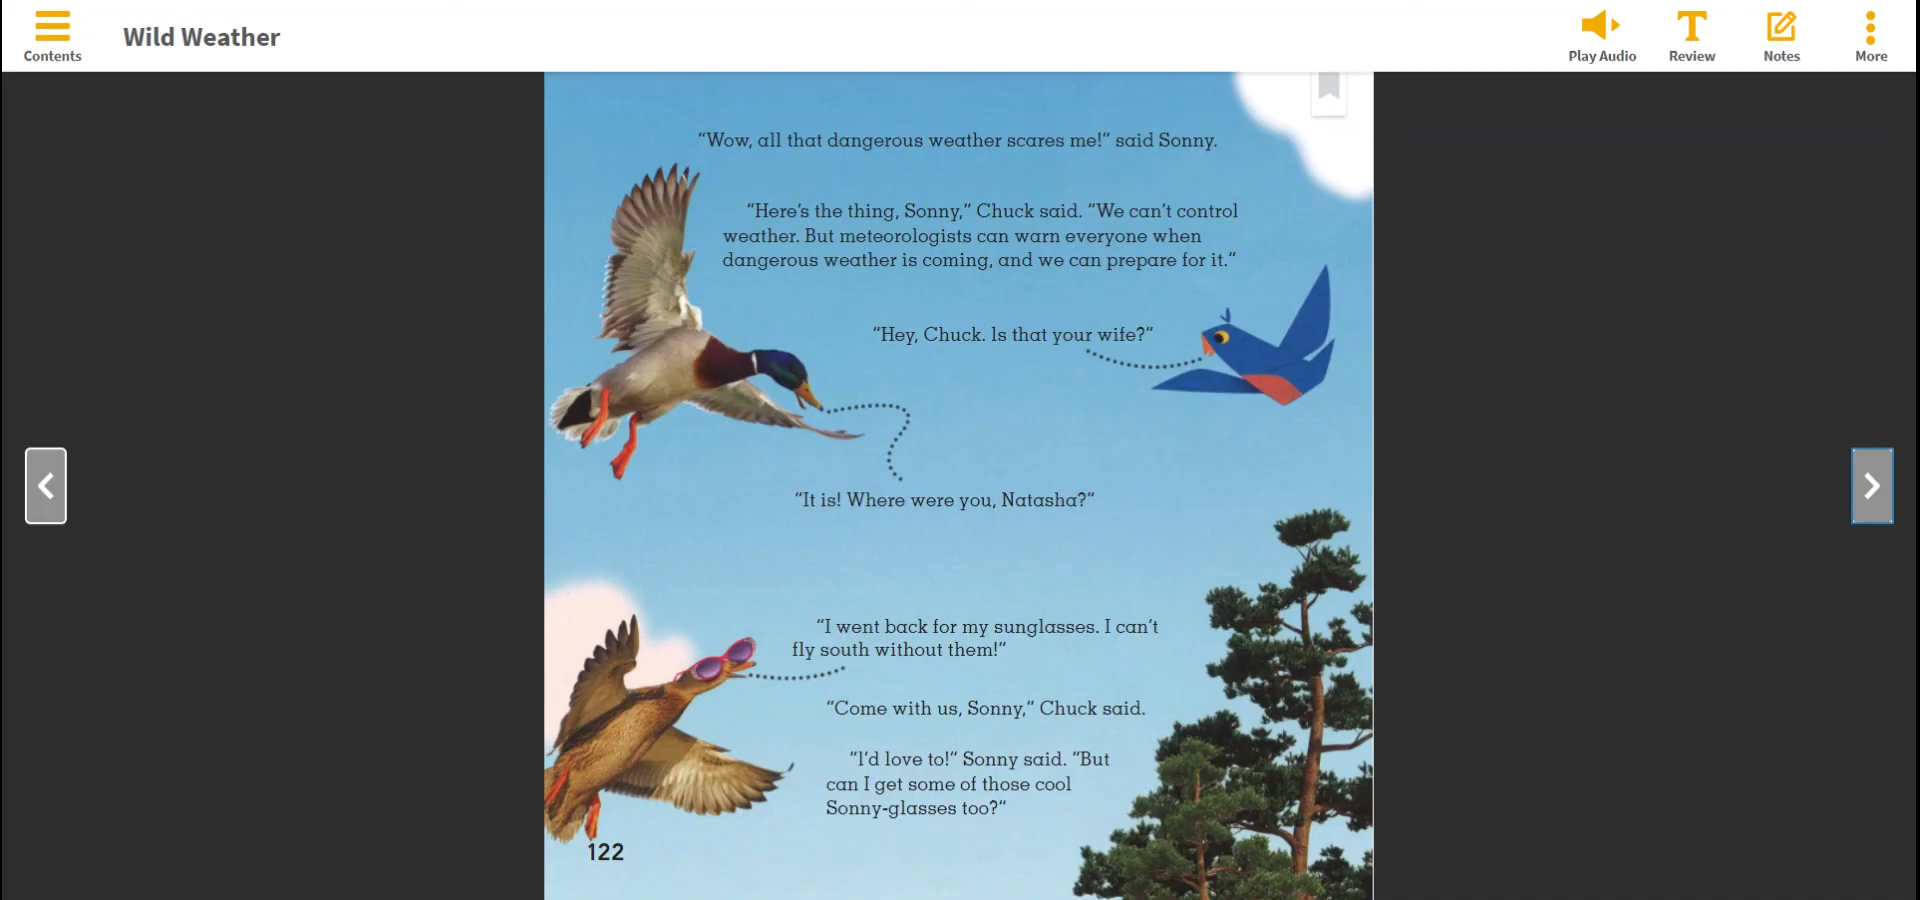 Contents
Wild Weather
Play Audio
Review
Notes
More
“Wow, all that dangerous weather scares me!” said Sonny.
“Here’s the thing, Sonny,” Chuck said. “We can’t control
weather. But meteorologists can warn everyone when
dangerous weather is coming, and we can prepare for it.”
“Hey, Chuck. Is that your wife?”
“It is! Where were you, Natasha?”
“I went back for my sunglasses. I can’t
fly south without them!”
“Come with us, Sonny,” Chuck said.
“I’d love to!” Sonny said. “But
can I get some of those cool
Sonny-glasses too?”
122